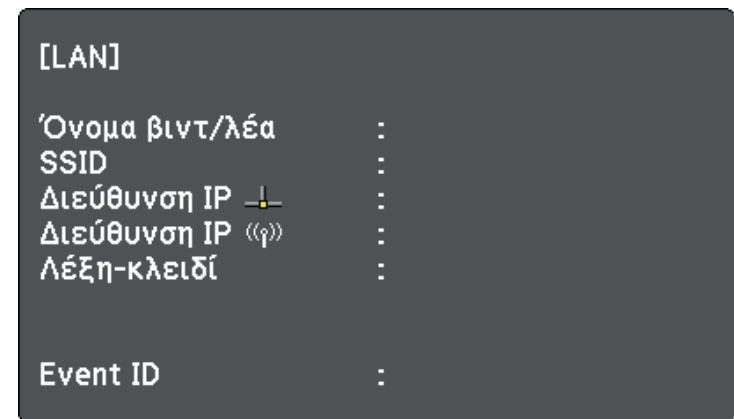 [LAN]
Όνομα βιντ/λέα :
SSID :
Διεύθυνση IP :
Διεύθυνση IP :
Λέξη-κλειδί :
Event ID :